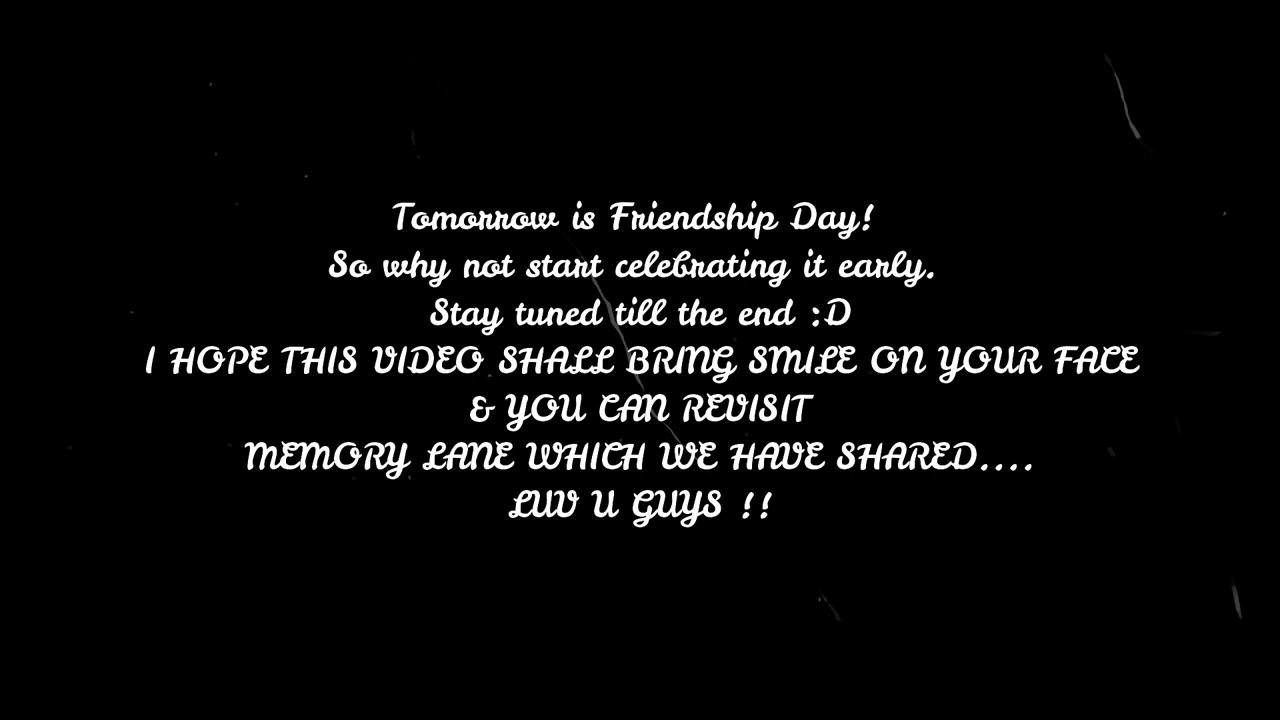 Tomorrow is Friendship Day!
So why not start celebrating it early.
Stay tuned till the end :D
I HOPE THIS VIDEO SHALL BRING SMILE ON YOUR FACE
& YOU CAN REVISIT
MEMORY LANE WHICH WE HAVE SHARED....
LUV U GUYS !!